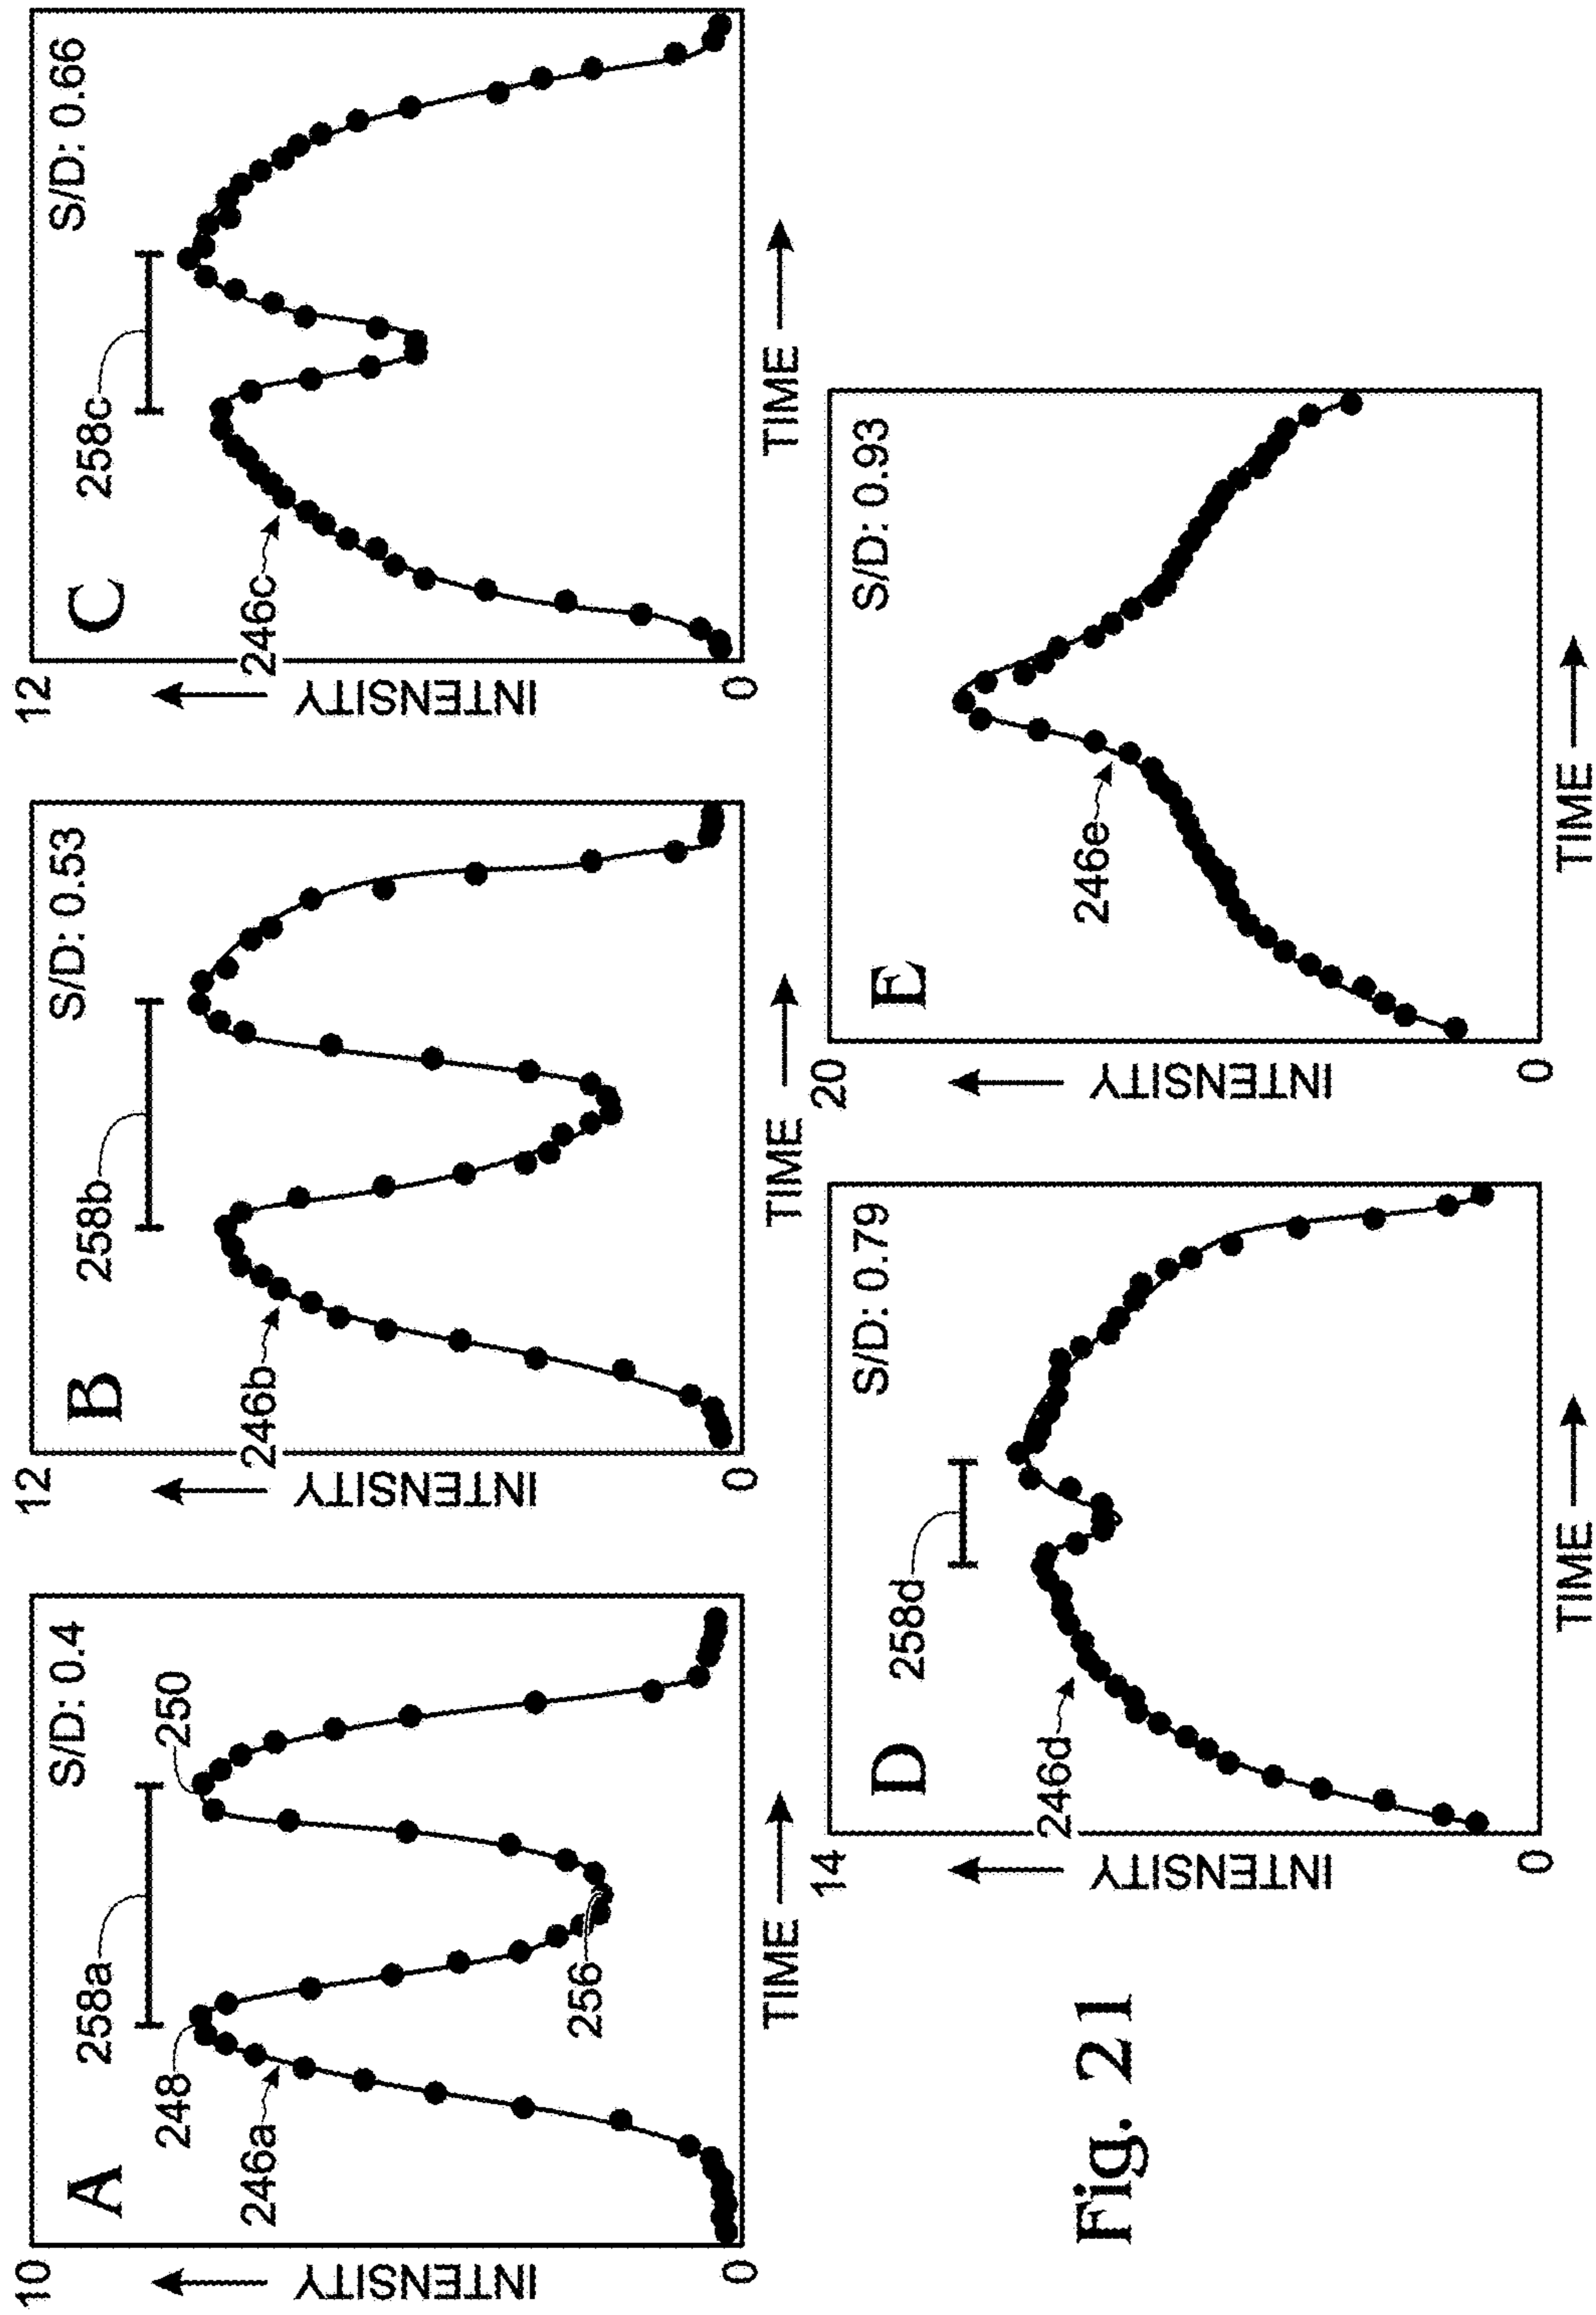 A
S/D: 0.4
10
0
INTENSITY
TIME
248
250
258a
246a
256
B
S/D: 0.53
12
0
INTENSITY
TIME
258b
246b
C
S/D: 0.66
12
0
INTENSITY
TIME
258c
246c
D
S/D: 0.79
14
0
INTENSITY
TIME
258d
246d
E
S/D: 0.93
20
0
INTENSITY
TIME
246e
Fig. 21